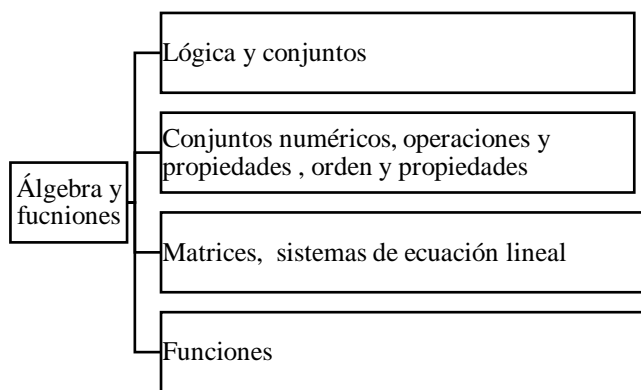 Álgebra y
fucniones
Lógica y conjuntos
Conjuntos numéricos, operaciones y
propiedades , orden y propiedades
Matrices,  sistemas de ecuación lineal
Funciones